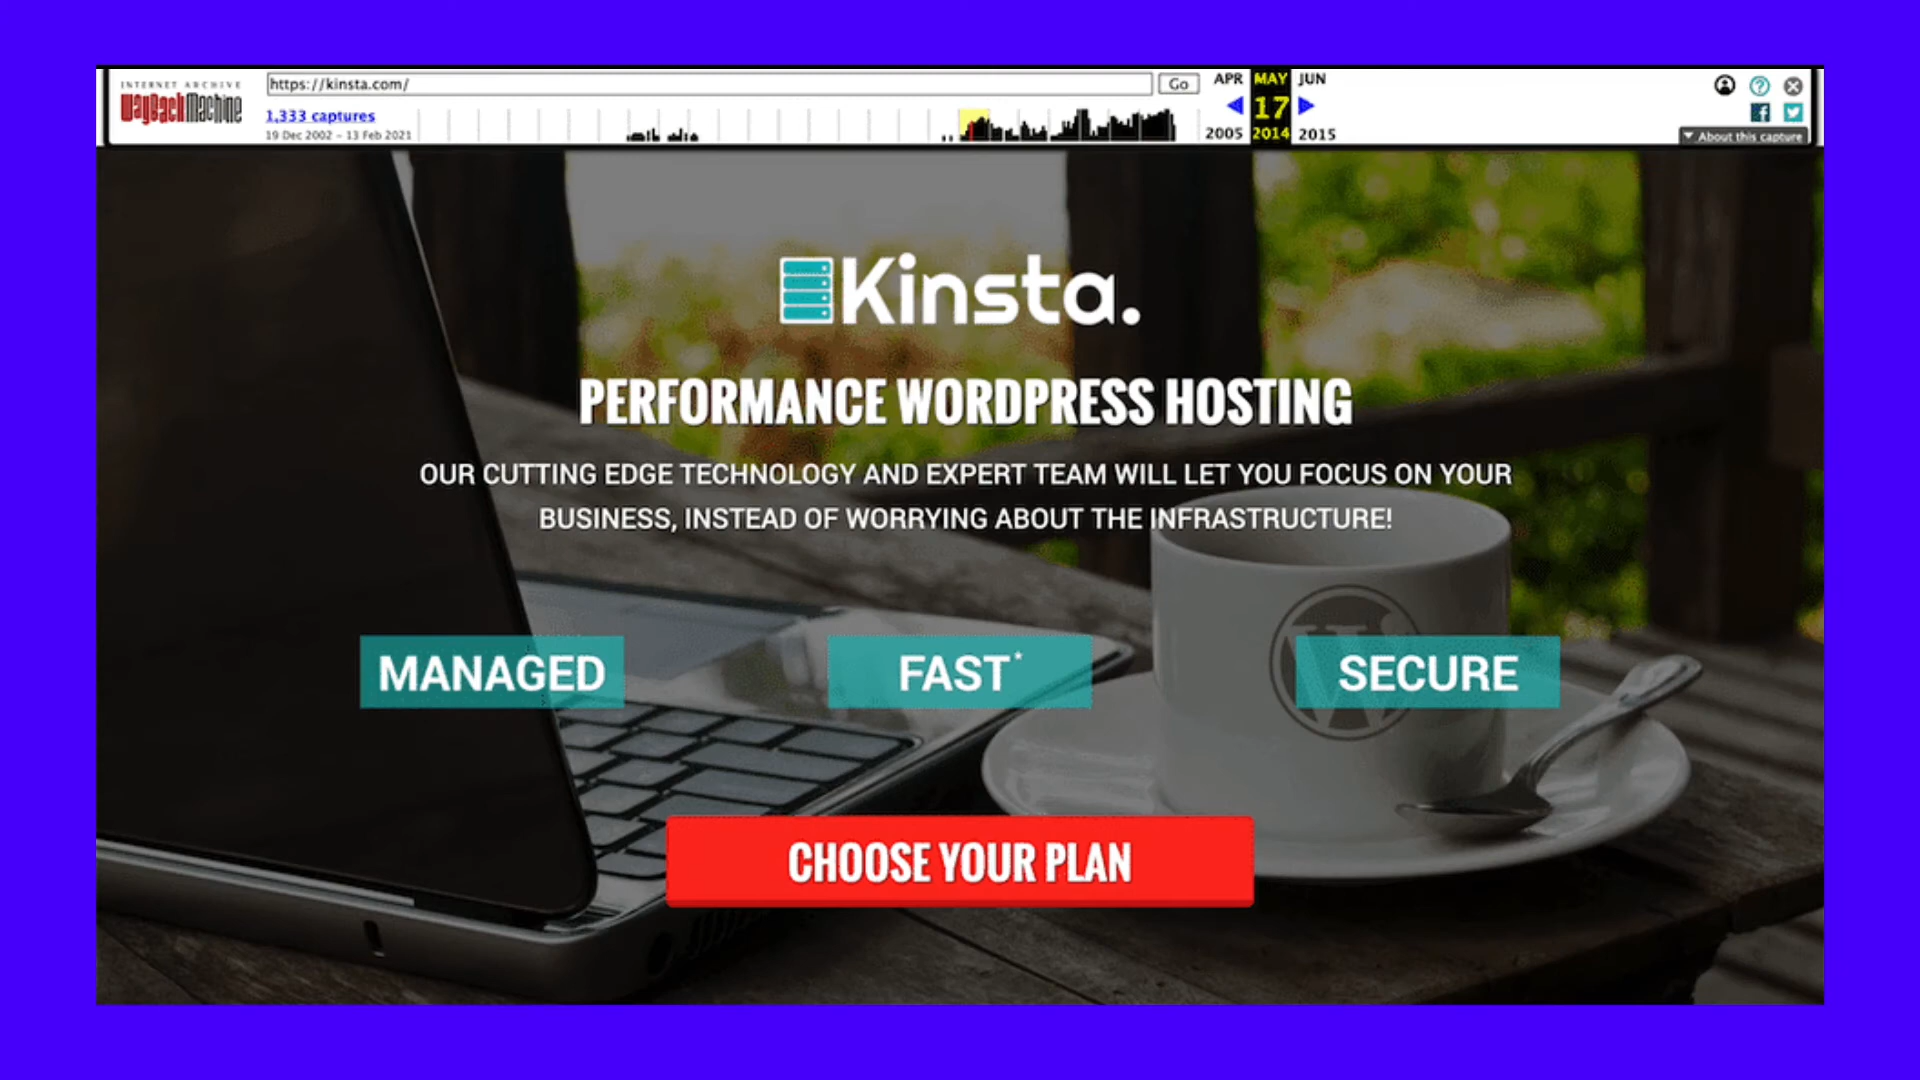 INTERNET ARCHIVE
WayBackMachine
https://kinsta.com/
Go
APR MAY JUN
1,333 captures
17
19 Dec 2002 – 13 Feb 2021
2005 2014 2015
About this capture
Kinsta.
PERFORMANCE WORDPRESS HOSTING
OUR CUTTING EDGE TECHNOLOGY AND EXPERT TEAM WILL LET YOU FOCUS ON YOUR
BUSINESS, INSTEAD OF WORRYING ABOUT THE INFRASTRUCTURE!
MANAGED
FAST*
SECURE
CHOOSE YOUR PLAN